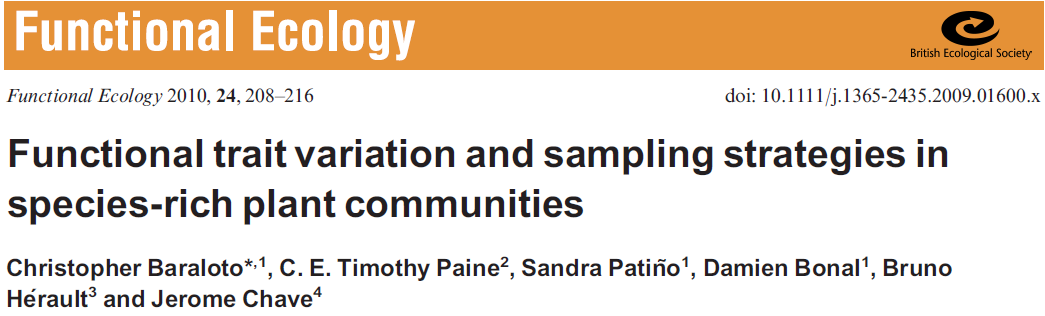 Functional Ecology
British Ecological Society
Functional Ecology 2010, 24, 208–216
doi: 10.1111/j.1365-2435.2009.01600.x
Functional trait variation and sampling strategies in
species-rich plant communities
Christopher Baraloto*,1, C. E. Timothy Paine2, Sandra Patiño1, Damien Bonal1, Bruno
Hérault3 and Jerome Chave4